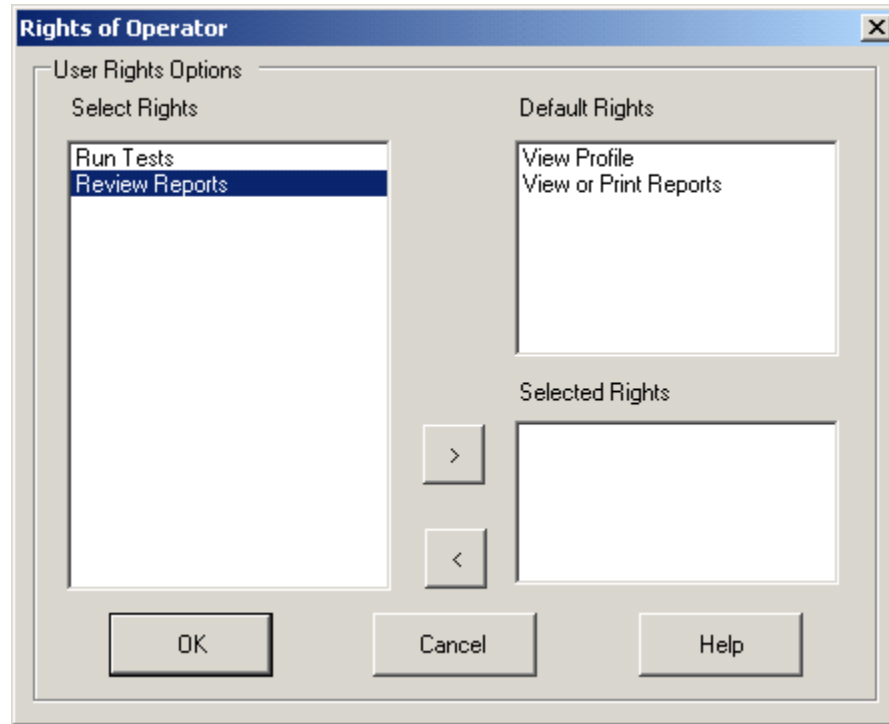 Rights of Operator
User Rights Options
Select Rights
Run Tests
Review Reports
Default Rights
View Profile
View or Print Reports
Selected Rights
>
<
OK
Cancel
Help